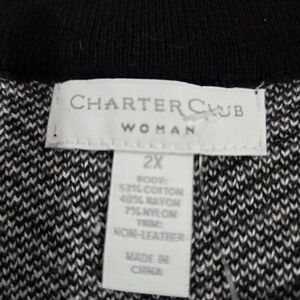 CHARTER CLUB
WOMAN
2X
BODY:
53% COTTON
40% RAYON
7% NYLON
TRIM:
NON-LEATHER
MADE IN
CHINA